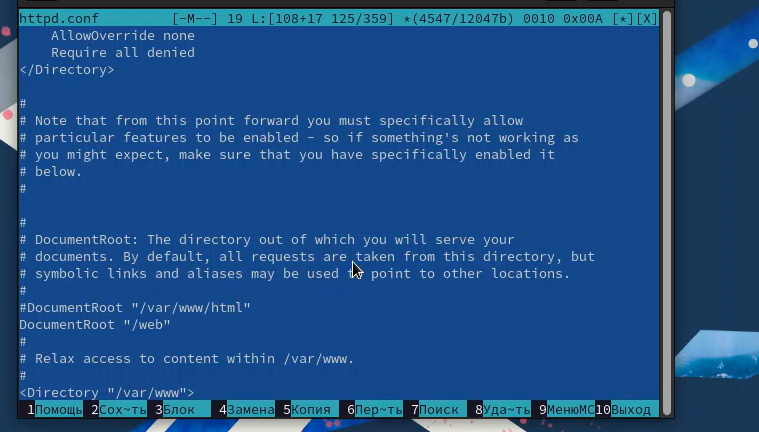 httpd.conf [-M--] 19 L:[108+17 125/359] *(4547/12047b) 0010 0x00A [*][X]
AllowOverride none
Require all denied
</Directory>
#
# Note that from this point forward you must specifically allow
# particular features to be enabled - so if something's not working as
# you might expect, make sure that you have specifically enabled it
# below.
#
#
# DocumentRoot: The directory out of which you will serve your
# documents. By default, all requests are taken from this directory, but
# symbolic links and aliases may be used to point to other locations.
#
#DocumentRoot "/var/www/html"
DocumentRoot "/web"
#
# Relax access to content within /var/www.
#
<Directory "/var/www">
1Помощь 2Сох~ть 3Блок 4Замена 5Копия 6Пер~ть 7Поиск 8Уда~ть 9МенюMC 10Выход